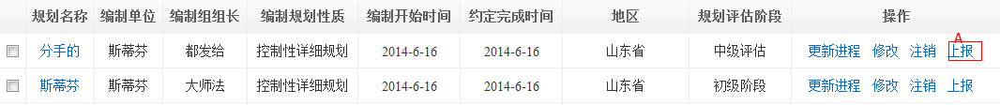 规划名称 编制单位 编制组组长 编制规划性质 编制开始时间 约定完成时间 地区 规划评估阶段 操作
A
分手的 斯蒂芬 都发给 控制性详细规划 2014-6-16 2014-6-16 山东省 中级评估 更新进程 修改 注销 上报
斯蒂芬 斯蒂芬 大师法 控制性详细规划 2014-6-16 2014-6-16 山东省 初级阶段 更新进程 修改 注销 上报